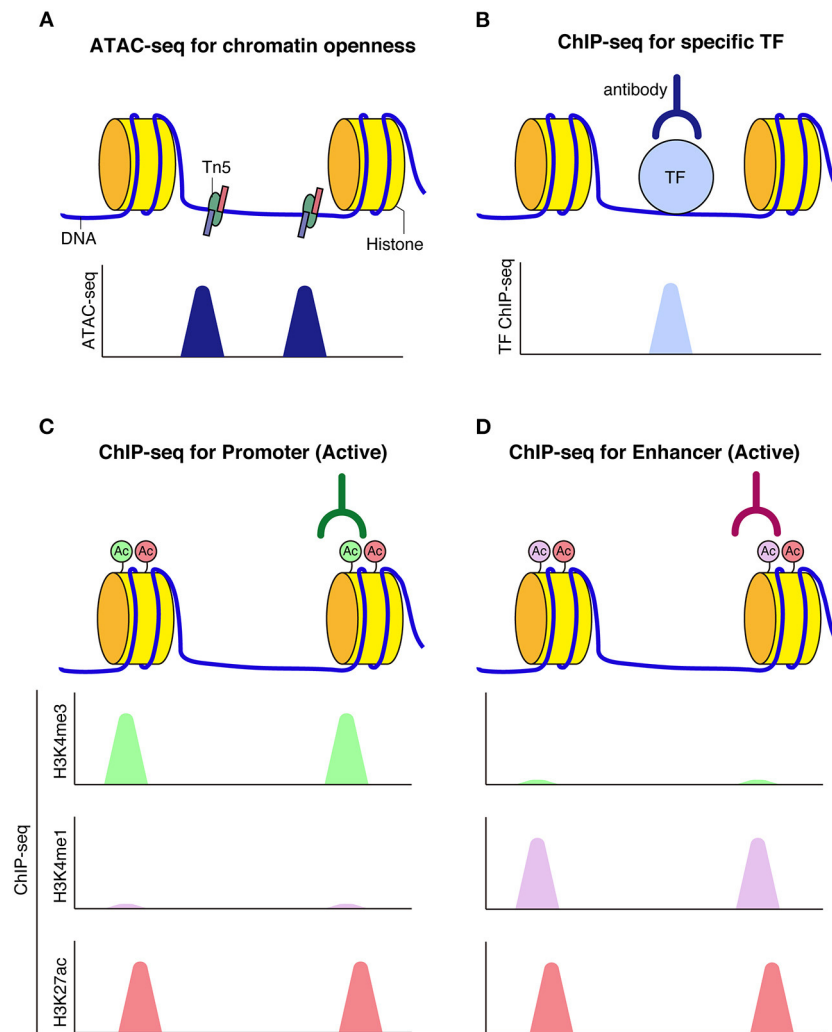 A
ATAC-seq for chromatin openness
Tn5
DNA
Histone
ATAC-seq
B
ChIP-seq for specific TF
antibody
TF
TF ChIP-seq
C
ChIP-seq for Promoter (Active)
Ac
Ac
Ac
Ac
ChIP-seq
H3K4me3
H3K4me1
H3K27ac
D
ChIP-seq for Enhancer (Active)
Ac
Ac
Ac
Ac